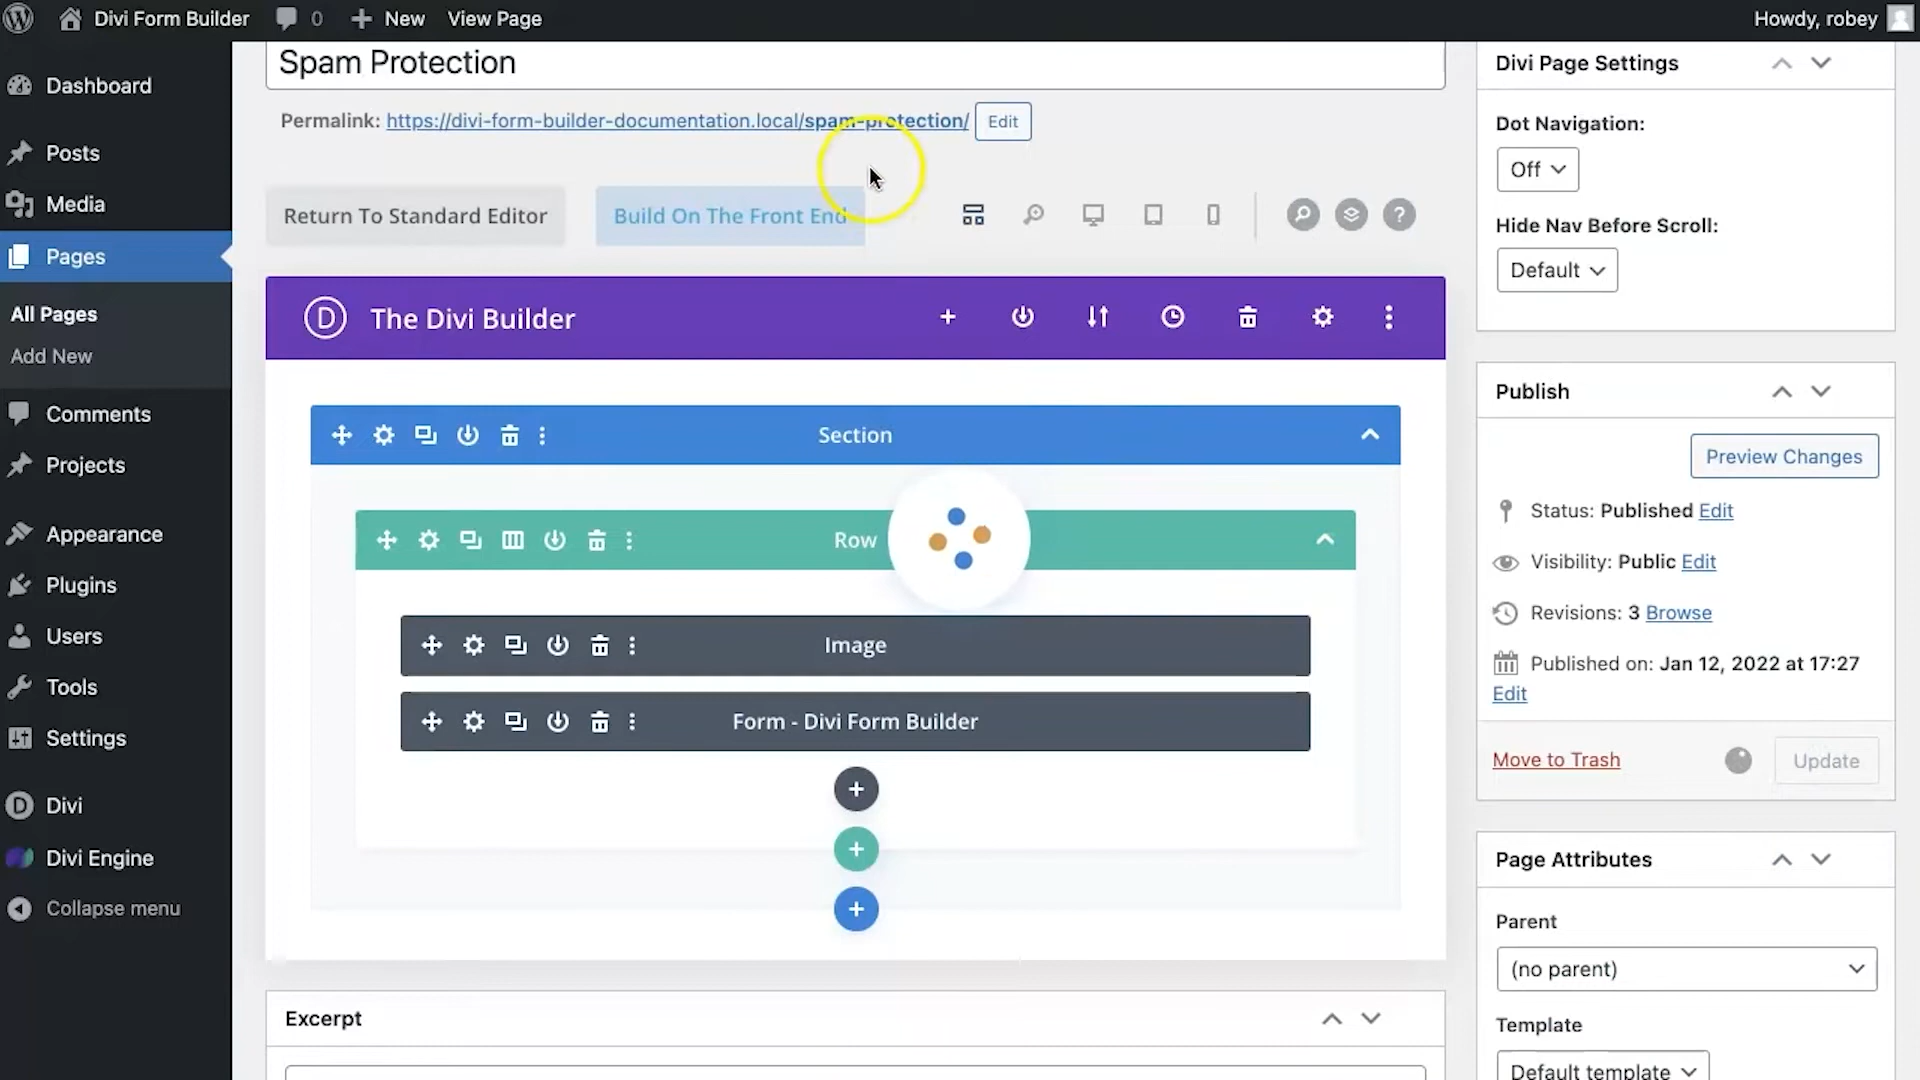 Divi Form Builder
0
New
View Page
Howdy, robey
Dashboard
Posts
Media
Pages
All Pages
Add New
Comments
Projects
Appearance
Plugins
Users
Tools
Settings
Divi
Divi Engine
Collapse menu
Spam Protection
Permalink: https://divi-form-builder-documentation.local/spam-protection/ Edit
Return To Standard Editor
Build On The Front End
?
D The Divi Builder
Section
Row
Image
Form - Divi Form Builder
Excerpt
Divi Page Settings
Dot Navigation:
Off
Hide Nav Before Scroll:
Default
Publish
Preview Changes
Status: Published Edit
Visibility: Public Edit
Revisions: 3 Browse
Published on: Jan 12, 2022 at 17:27
Edit
Move to Trash
Update
Page Attributes
Parent
(no parent)
Template
Default template